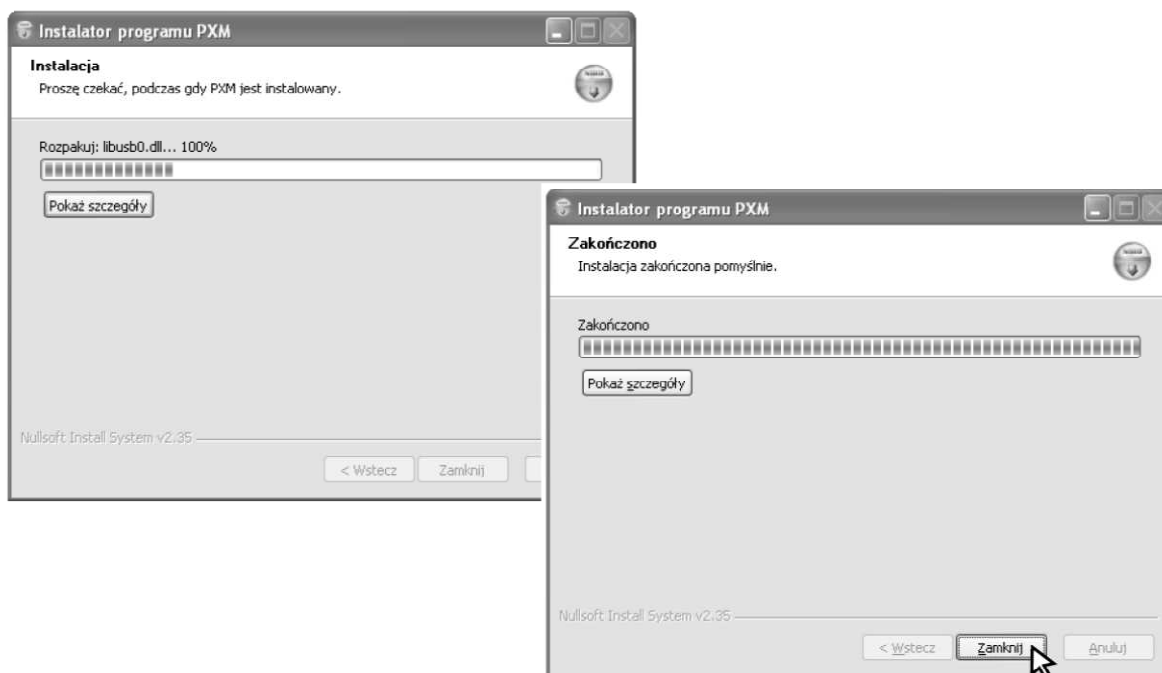 Instalator programu PXM
Instalacja
Proszę czekać, podczas gdy PXM jest instalowany.
Rozpakuj: libusb0.dll... 100%
Pokaż szczegóły
Nullsoft Install System v2.35
< Wstecz
Zamknij
Instalator programu PXM
Zakończono
Instalacja zakończona pomyślnie.
Zakończono
Pokaż szczegóły
Nullsoft Install System v2.35
< Wstecz
Zamknij
Anuluj